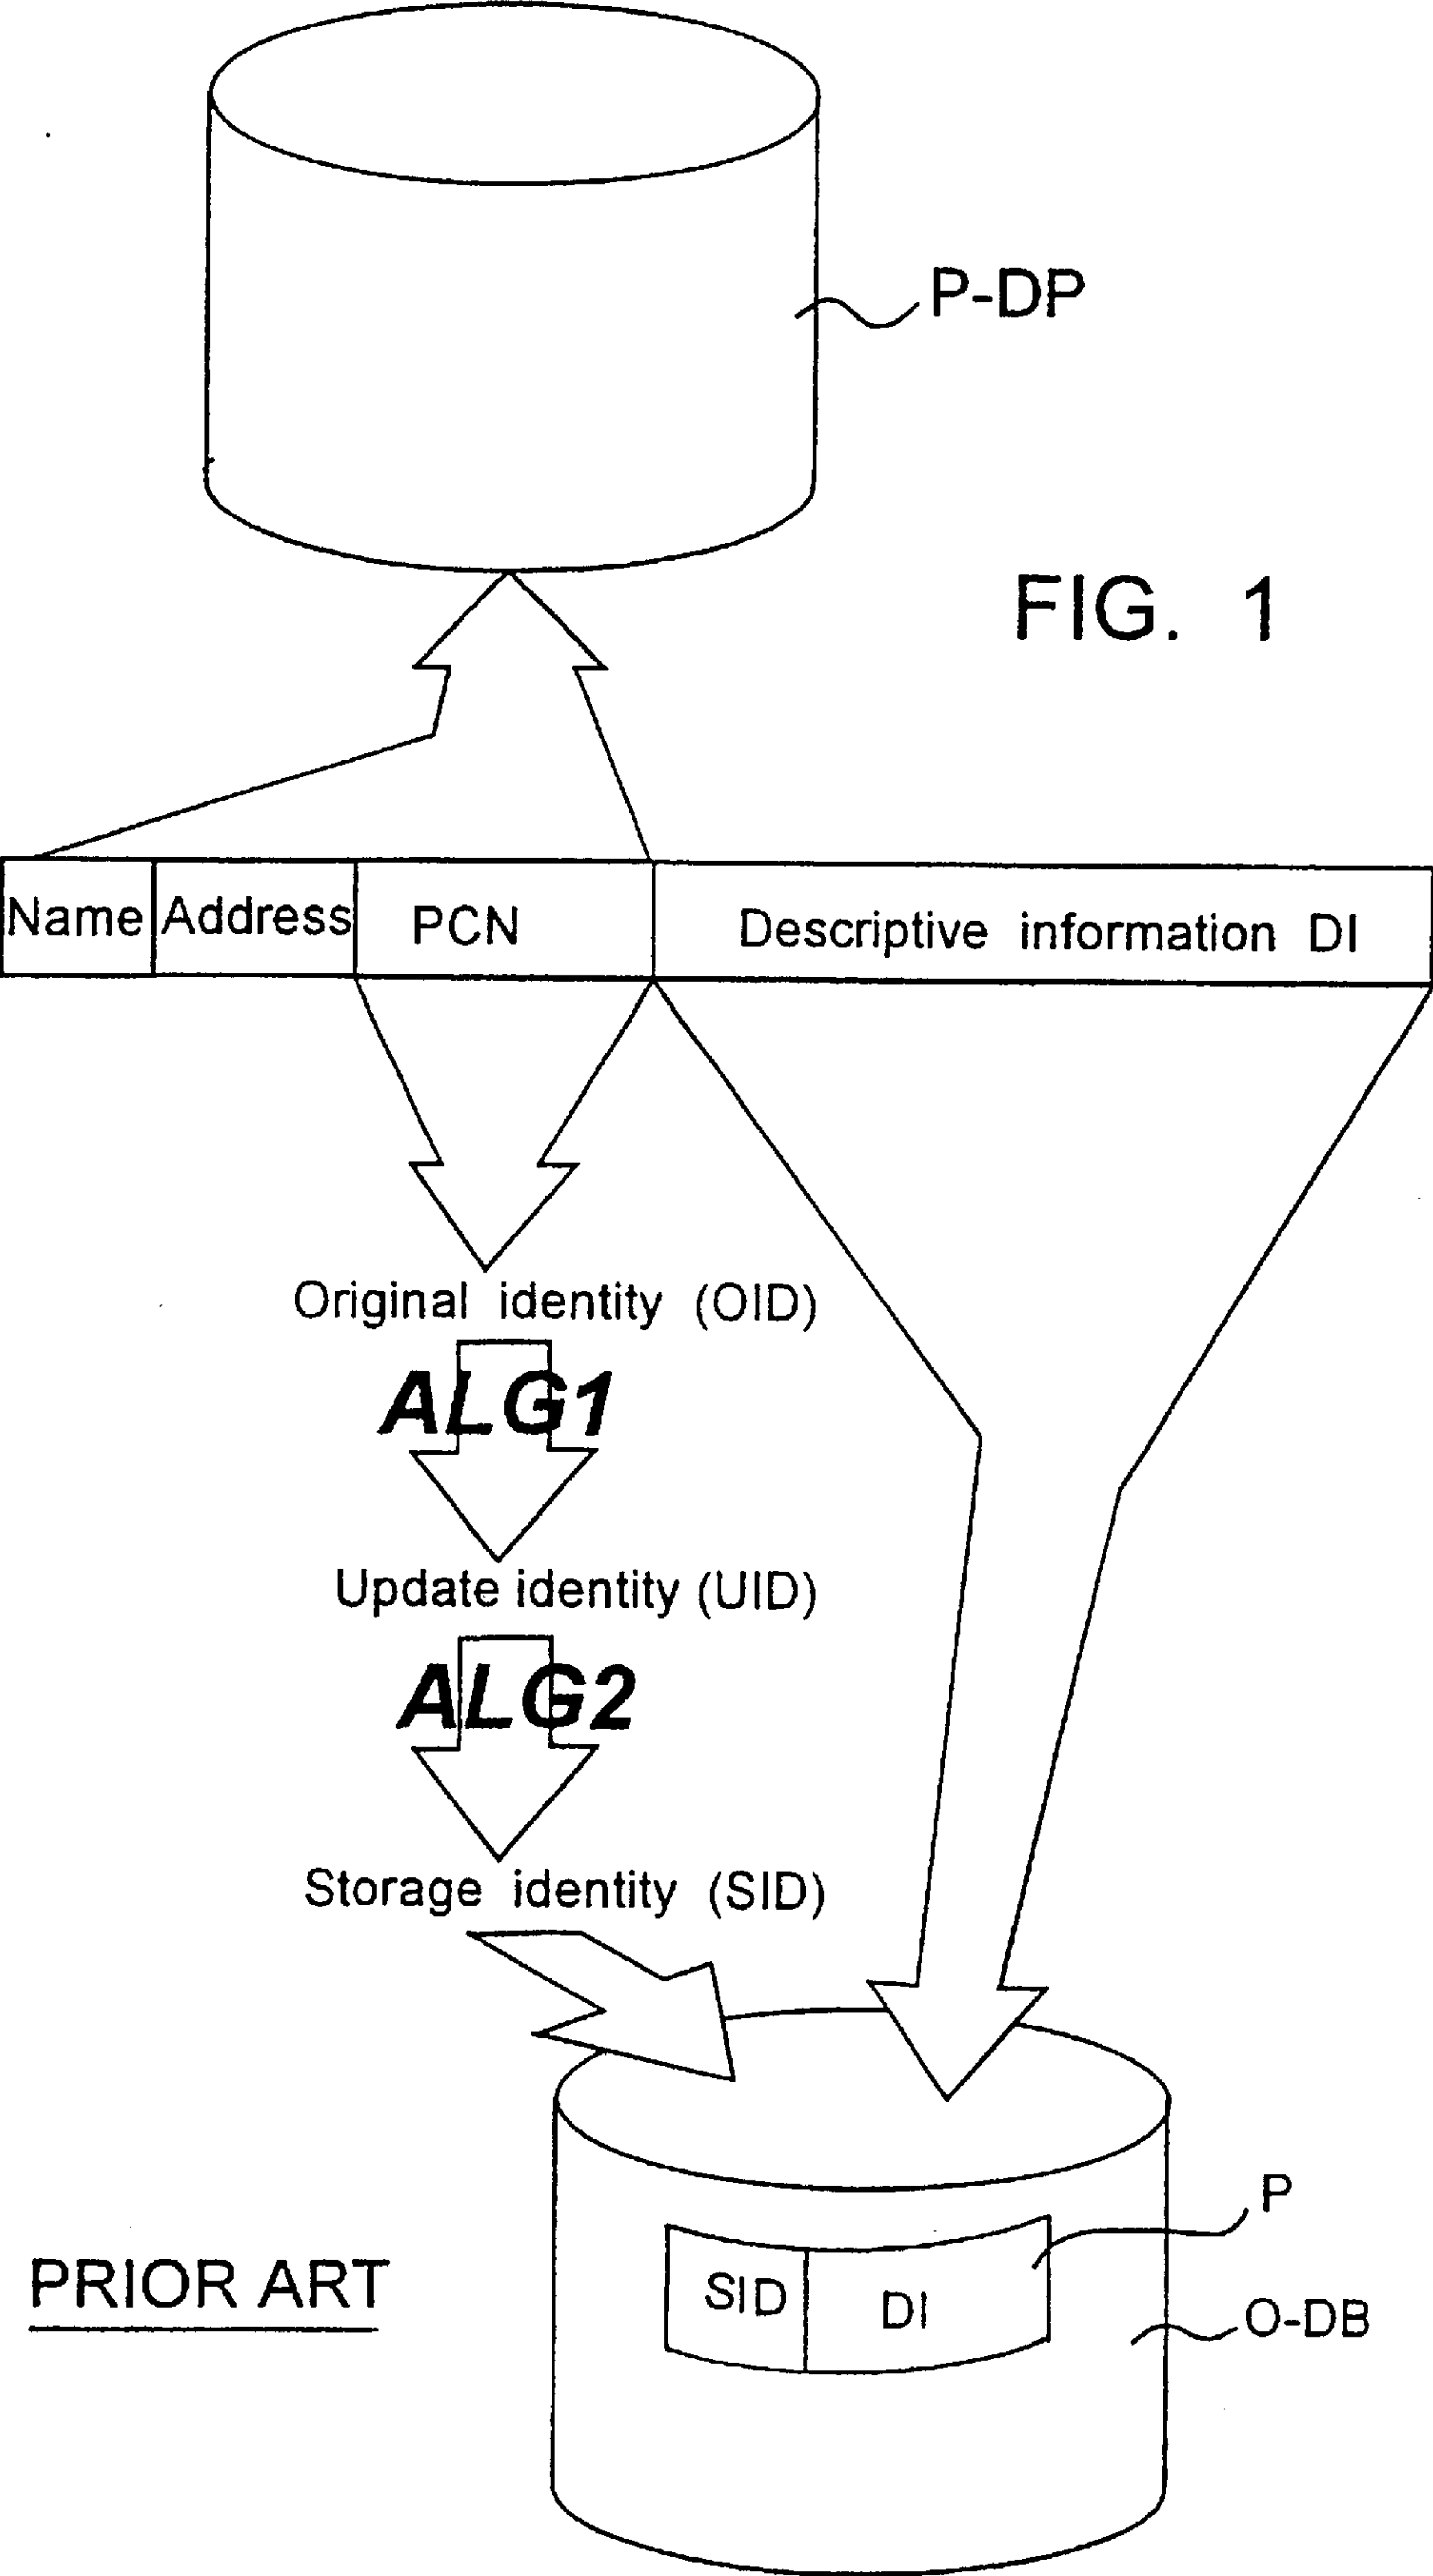 P-DP
FIG. 1
Name Address PCN Descriptive information DI
Original identity (OID)
ALG1
Update identity (UID)
ALG2
Storage identity (SID)
P
SID DI
O-DB
PRIOR ART